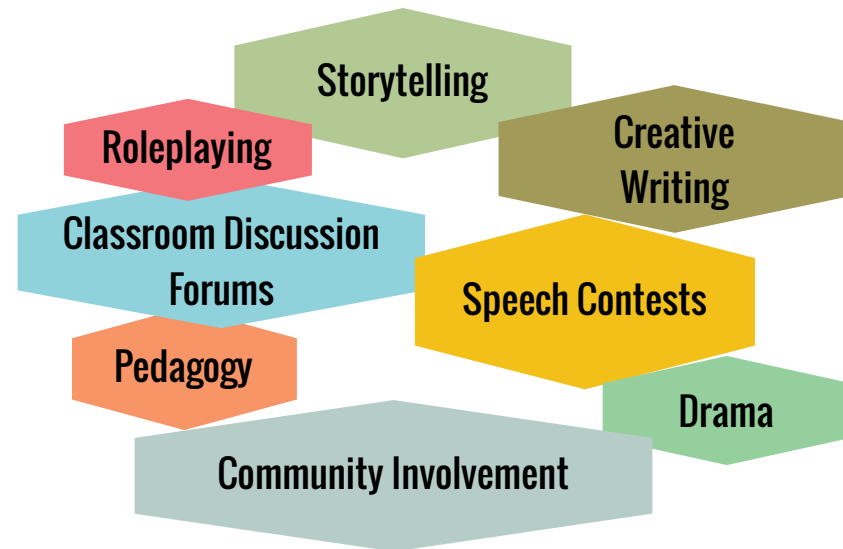 Storytelling
Roleplaying
Creative
Writing
Classroom Discussion
Forums
Speech Contests
Pedagogy
Drama
Community Involvement